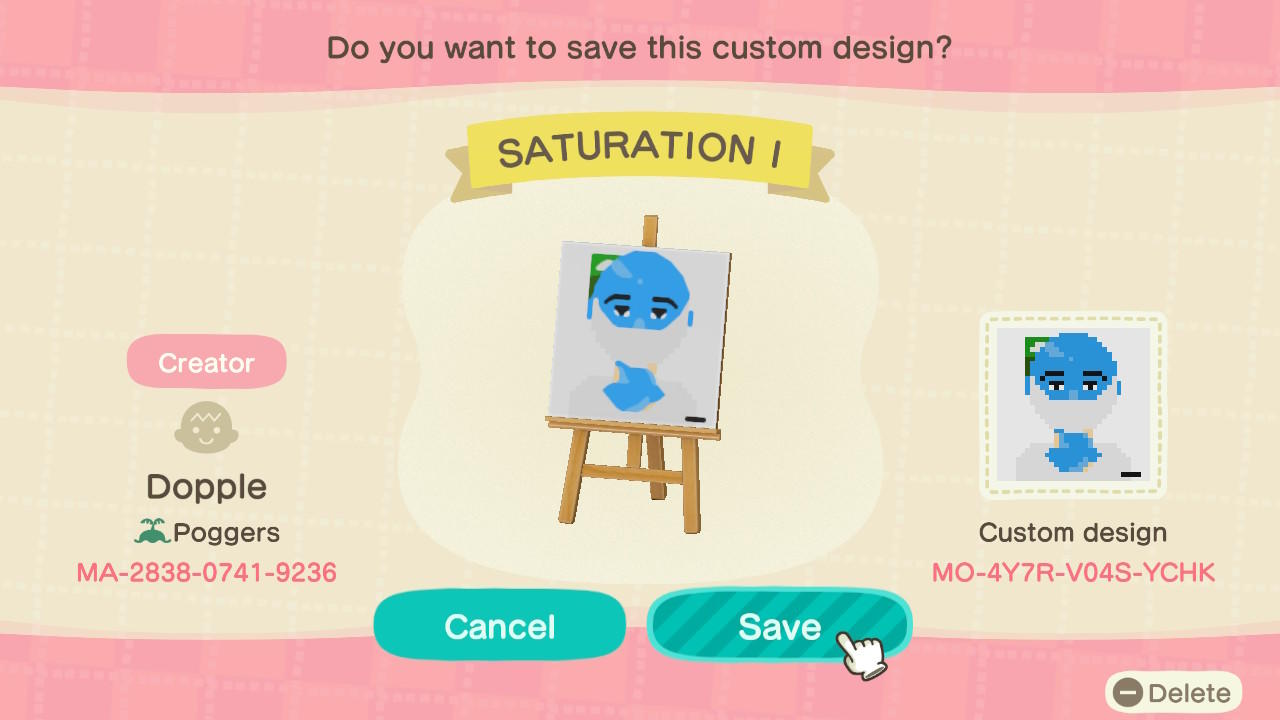 Do you want to save this custom design?
SATURATION I
Creator
Dopple
Poggers
MA-2838-0741-9236
Custom design
MO-4Y7R-V04S-YCHK
Cancel
Save
Delete